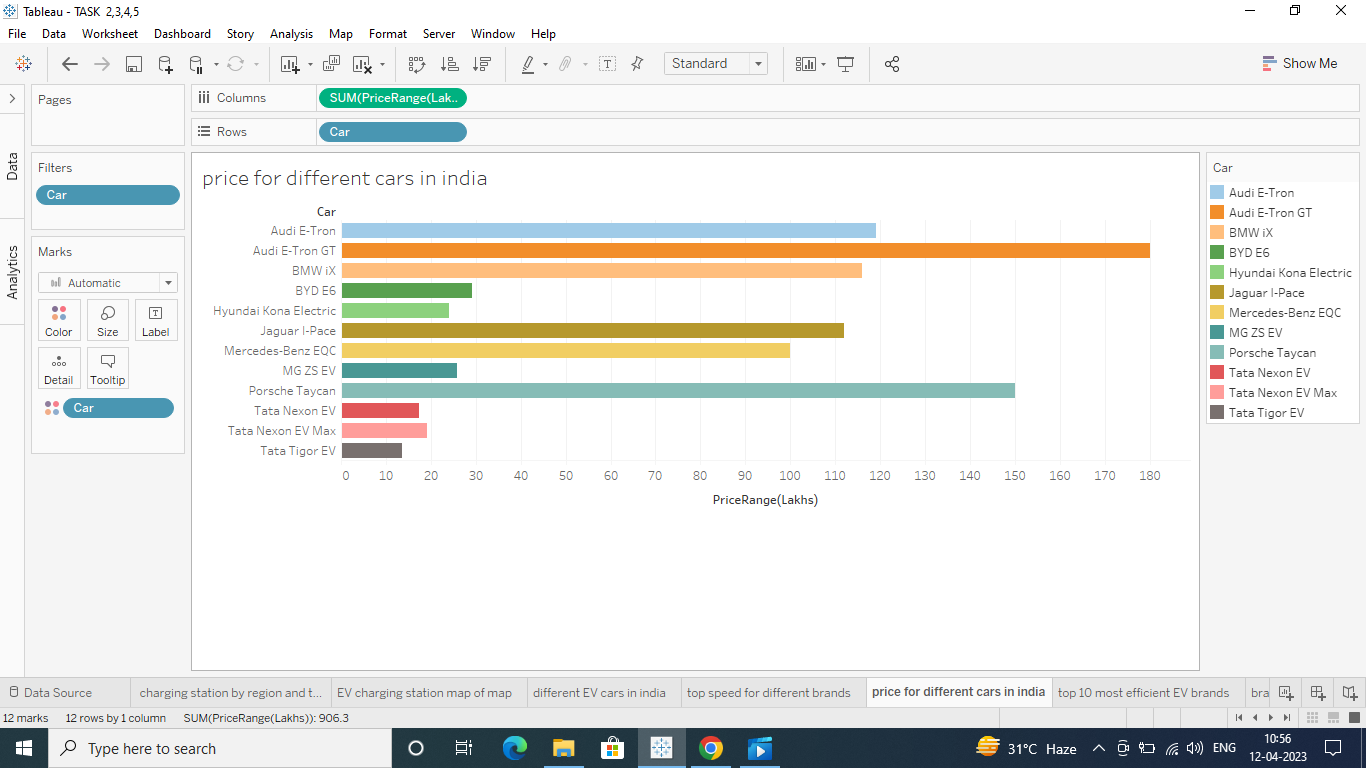 Tableau - TASK 2,3,4,5
File Data Worksheet Dashboard Story Analysis Map Format Server Window Help
Standard
Show Me
Pages
Columns
SUM(PriceRange(Lak..
Rows
Car
Data
Analytics
Filters
Car
Marks
Automatic
Color
Size
Label
Detail
Tooltip
Car
price for different cars in india
Car
Audi E-Tron
Audi E-Tron GT
BMW iX
BYD E6
Hyundai Kona Electric
Jaguar I-Pace
Mercedes-Benz EQC
MG ZS EV
Porsche Taycan
Tata Nexon EV
Tata Nexon EV Max
Tata Tigor EV
0 10 20 30 40 50 60 70 80 90 100 110 120 130 140 150 160 170 180
PriceRange(Lakhs)
Car
Audi E-Tron
Audi E-Tron GT
BMW iX
BYD E6
Hyundai Kona Electric
Jaguar I-Pace
Mercedes-Benz EQC
MG ZS EV
Porsche Taycan
Tata Nexon EV
Tata Nexon EV Max
Tata Tigor EV
Data Source
charging station by region and t...
EV charging station map of map
different EV cars in india
top speed for different brands
price for different cars in india
top 10 most efficient EV brands
bra
12 marks 12 rows by 1 column SUM(PriceRange(Lakhs)): 906.3
Type here to search
31°C Haze
ENG
10:56
12-04-2023